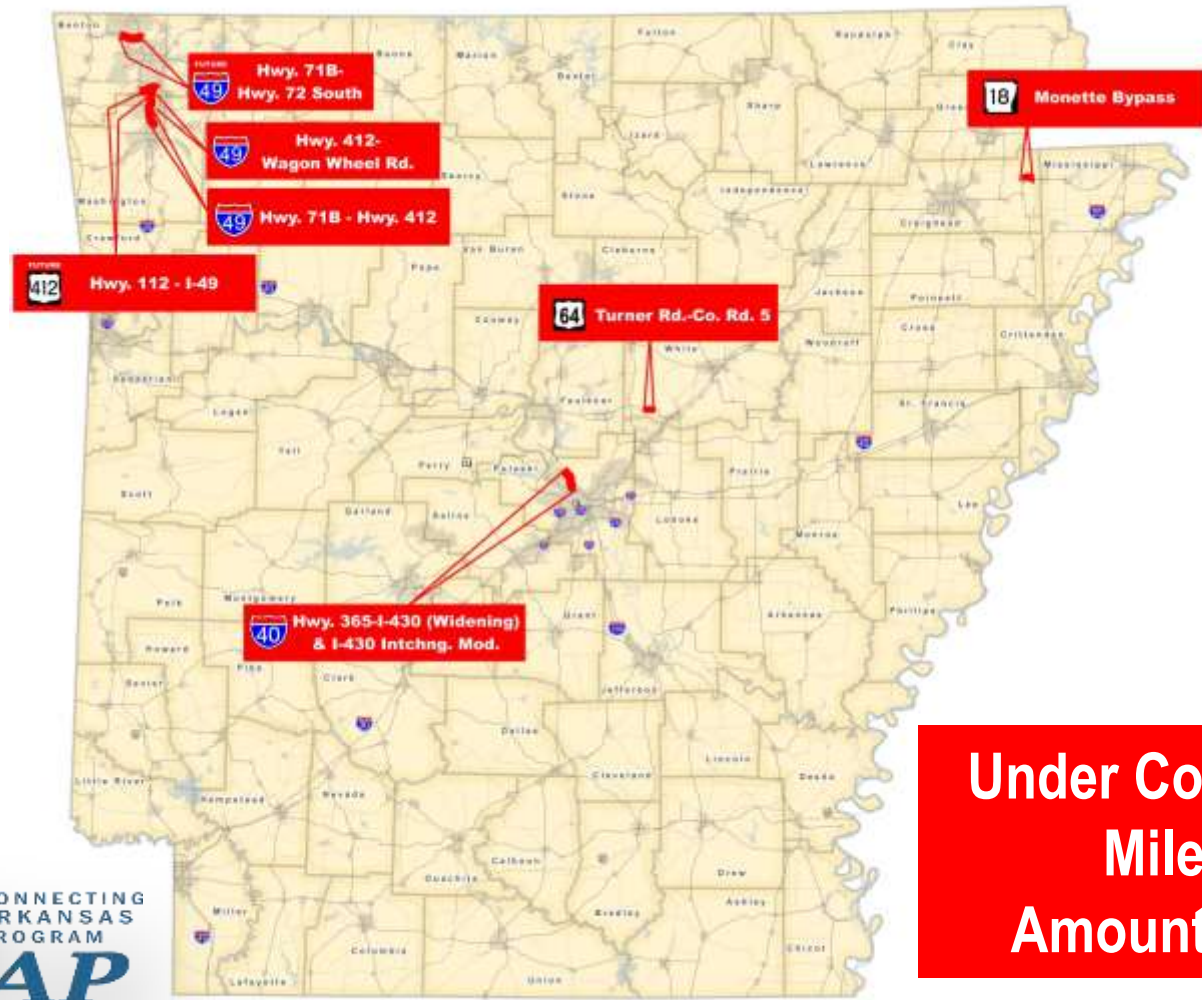 FUTURE
49
Hwy. 71B-
Hwy. 72 South
49
Hwy. 412-
Wagon Wheel Rd.
49
Hwy. 71B - Hwy. 412
FUTURE
412
Hwy. 112 - I-49
18
Monette Bypass
64
Turner Rd.-Co. Rd. 5
40
Hwy. 365-I-430 (Widening)
& I-430 Intchng. Mod.
Benton
Boone
Marion
Baxter
Fulton
Randolph
Clay
Sharp
Izard
Lawrence
Mississippi
Washington
Stone
Independence
Craighead
Crawford
Van Buren
Cleburne
Pope
Jackson
Poinsett
Conway
White
Woodruff
Cross
Crittenden
Logan
Faulkner
St. Francis
Yell
Perry
Pulaski
Prairie
Scott
Garland
Saline
Lonoke
Lee
Monroe
Polk
Montgomery
Grant
Arkansas
Phillips
Howard
Pike
Sevier
Clark
Jefferson
Dallas
Lincoln
Little River
Cleveland
Desha
Hempstead
Nevada
Calhoun
Ouachita
Drew
Miller
Bradley
Ashley
Columbia
Union
Chicot
Lafayette
Under Co
Mile
Amount
ONNECTING
RKANSAS
ROGRAM
AP